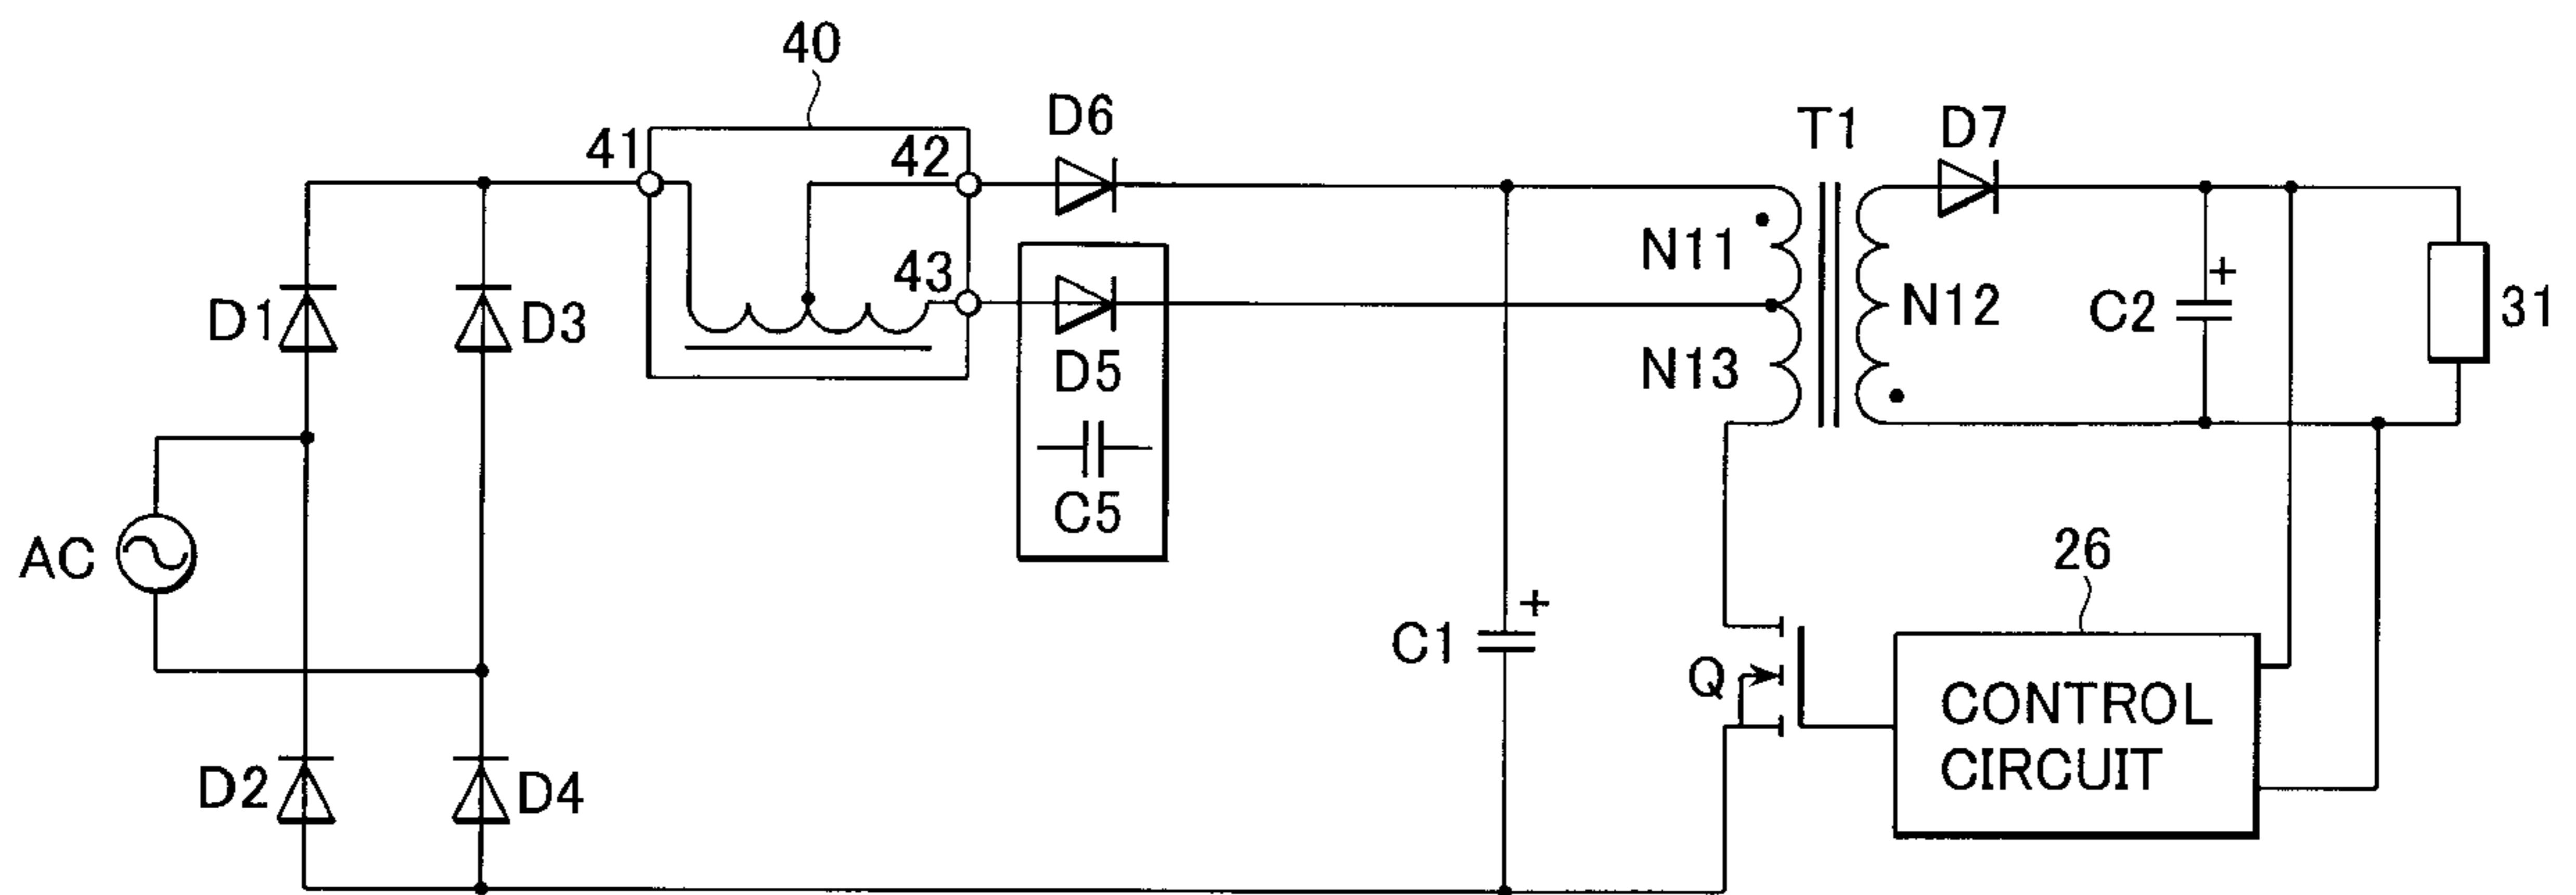 40
41
42
43
D6
T1
D7
D1
D3
D5
C5
N11
N12
N13
C2
+
31
AC
26
C1
+
Q
CONTROL
CIRCUIT
D2
D4